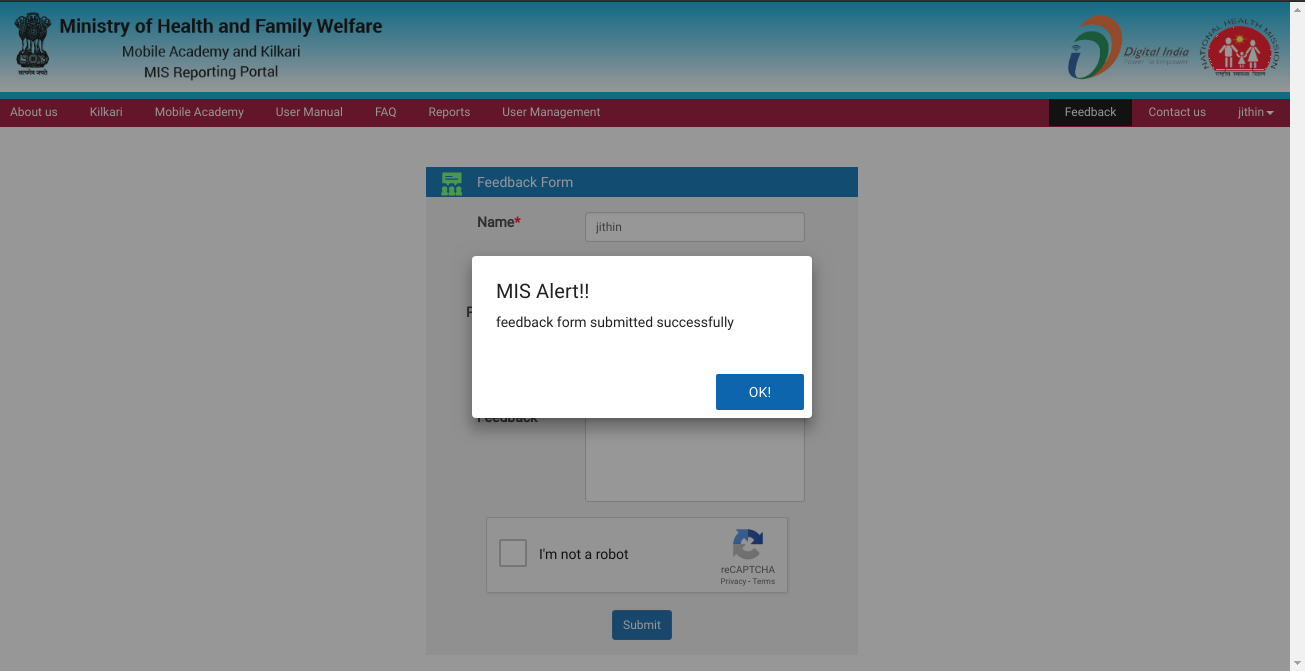 Ministry of Health and Family Welfare
Mobile Academy and Kilkari
MIS Reporting Portal
सत्यमेव जयते
Digital India
Power To Empower
NATIONAL HEALTH MISSION
राष्ट्रीय स्वास्थ्य मिशन
About us Kilkari Mobile Academy User Manual FAQ Reports User Management Feedback Contact us jithin
Feedback Form
Name* jithin
MIS Alert!!
feedback form submitted successfully
OK!
Feedback
I'm not a robot
reCAPTCHA
Privacy - Terms
Submit